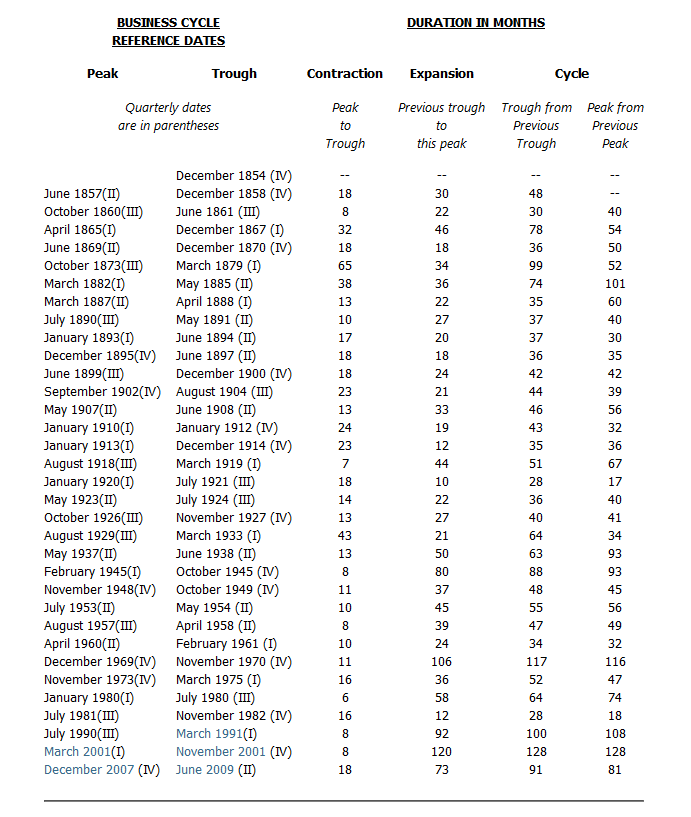 BUSINESS CYCLE DURATION IN MONTHS
REFERENCE DATES
Peak Trough Contraction Expansion Cycle
Quarterly dates Peak Previous trough Trough from Peak from
are in parentheses to to Previous Previous
Trough this peak Trough Peak
December 1854 (IV) -- -- -- --
June 1857(II) December 1858 (IV) 18 30 48 --
October 1860(III) June 1861 (III) 8 22 30 40
April 1865(I) December 1867 (I) 32 46 78 54
June 1869(II) December 1870 (IV) 18 18 36 50
October 1873(III) March 1879 (I) 65 34 99 52
March 1882(I) May 1885 (II) 38 36 74 101
March 1887(II) April 1888 (I) 13 22 35 60
July 1890(III) May 1891 (II) 10 27 37 40
January 1893(I) June 1894 (II) 17 20 37 30
December 1895(IV) June 1897 (II) 18 18 36 35
June 1899(III) December 1900 (IV) 18 24 42 42
September 1902(IV) August 1904 (III) 23 21 44 39
May 1907(II) June 1908 (II) 13 33 46 56
January 1910(I) January 1912 (IV) 24 19 43 32
January 1913(I) December 1914 (IV) 23 12 35 36
August 1918(III) March 1919 (I) 7 44 51 67
January 1920(I) July 1921 (III) 18 10 28 17
May 1923(II) July 1924 (III) 14 22 36 40
October 1926(III) November 1927 (IV) 13 27 40 41
August 1929(III) March 1933 (I) 43 21 64 34
May 1937(II) June 1938 (II) 13 50 63 93
February 1945(I) October 1945 (IV) 8 80 88 93
November 1948(IV) October 1949 (IV) 11 37 48 45
July 1953(II) May 1954 (II) 10 45 55 56
August 1957(III) April 1958 (II) 8 39 47 49
April 1960(II) February 1961 (I) 10 24 34 32
December 1969(IV) November 1970 (IV) 11 106 117 116
November 1973(IV) March 1975 (I) 16 36 52 47
January 1980(I) July 1980 (III) 6 58 64 74
July 1981(III) November 1982 (IV) 16 12 28 18
July 1990(III) March 1991(I) 8 92 100 108
March 2001(I) November 2001 (IV) 8 120 128 128
December 2007 (IV) June 2009 (II) 18 73 91 81